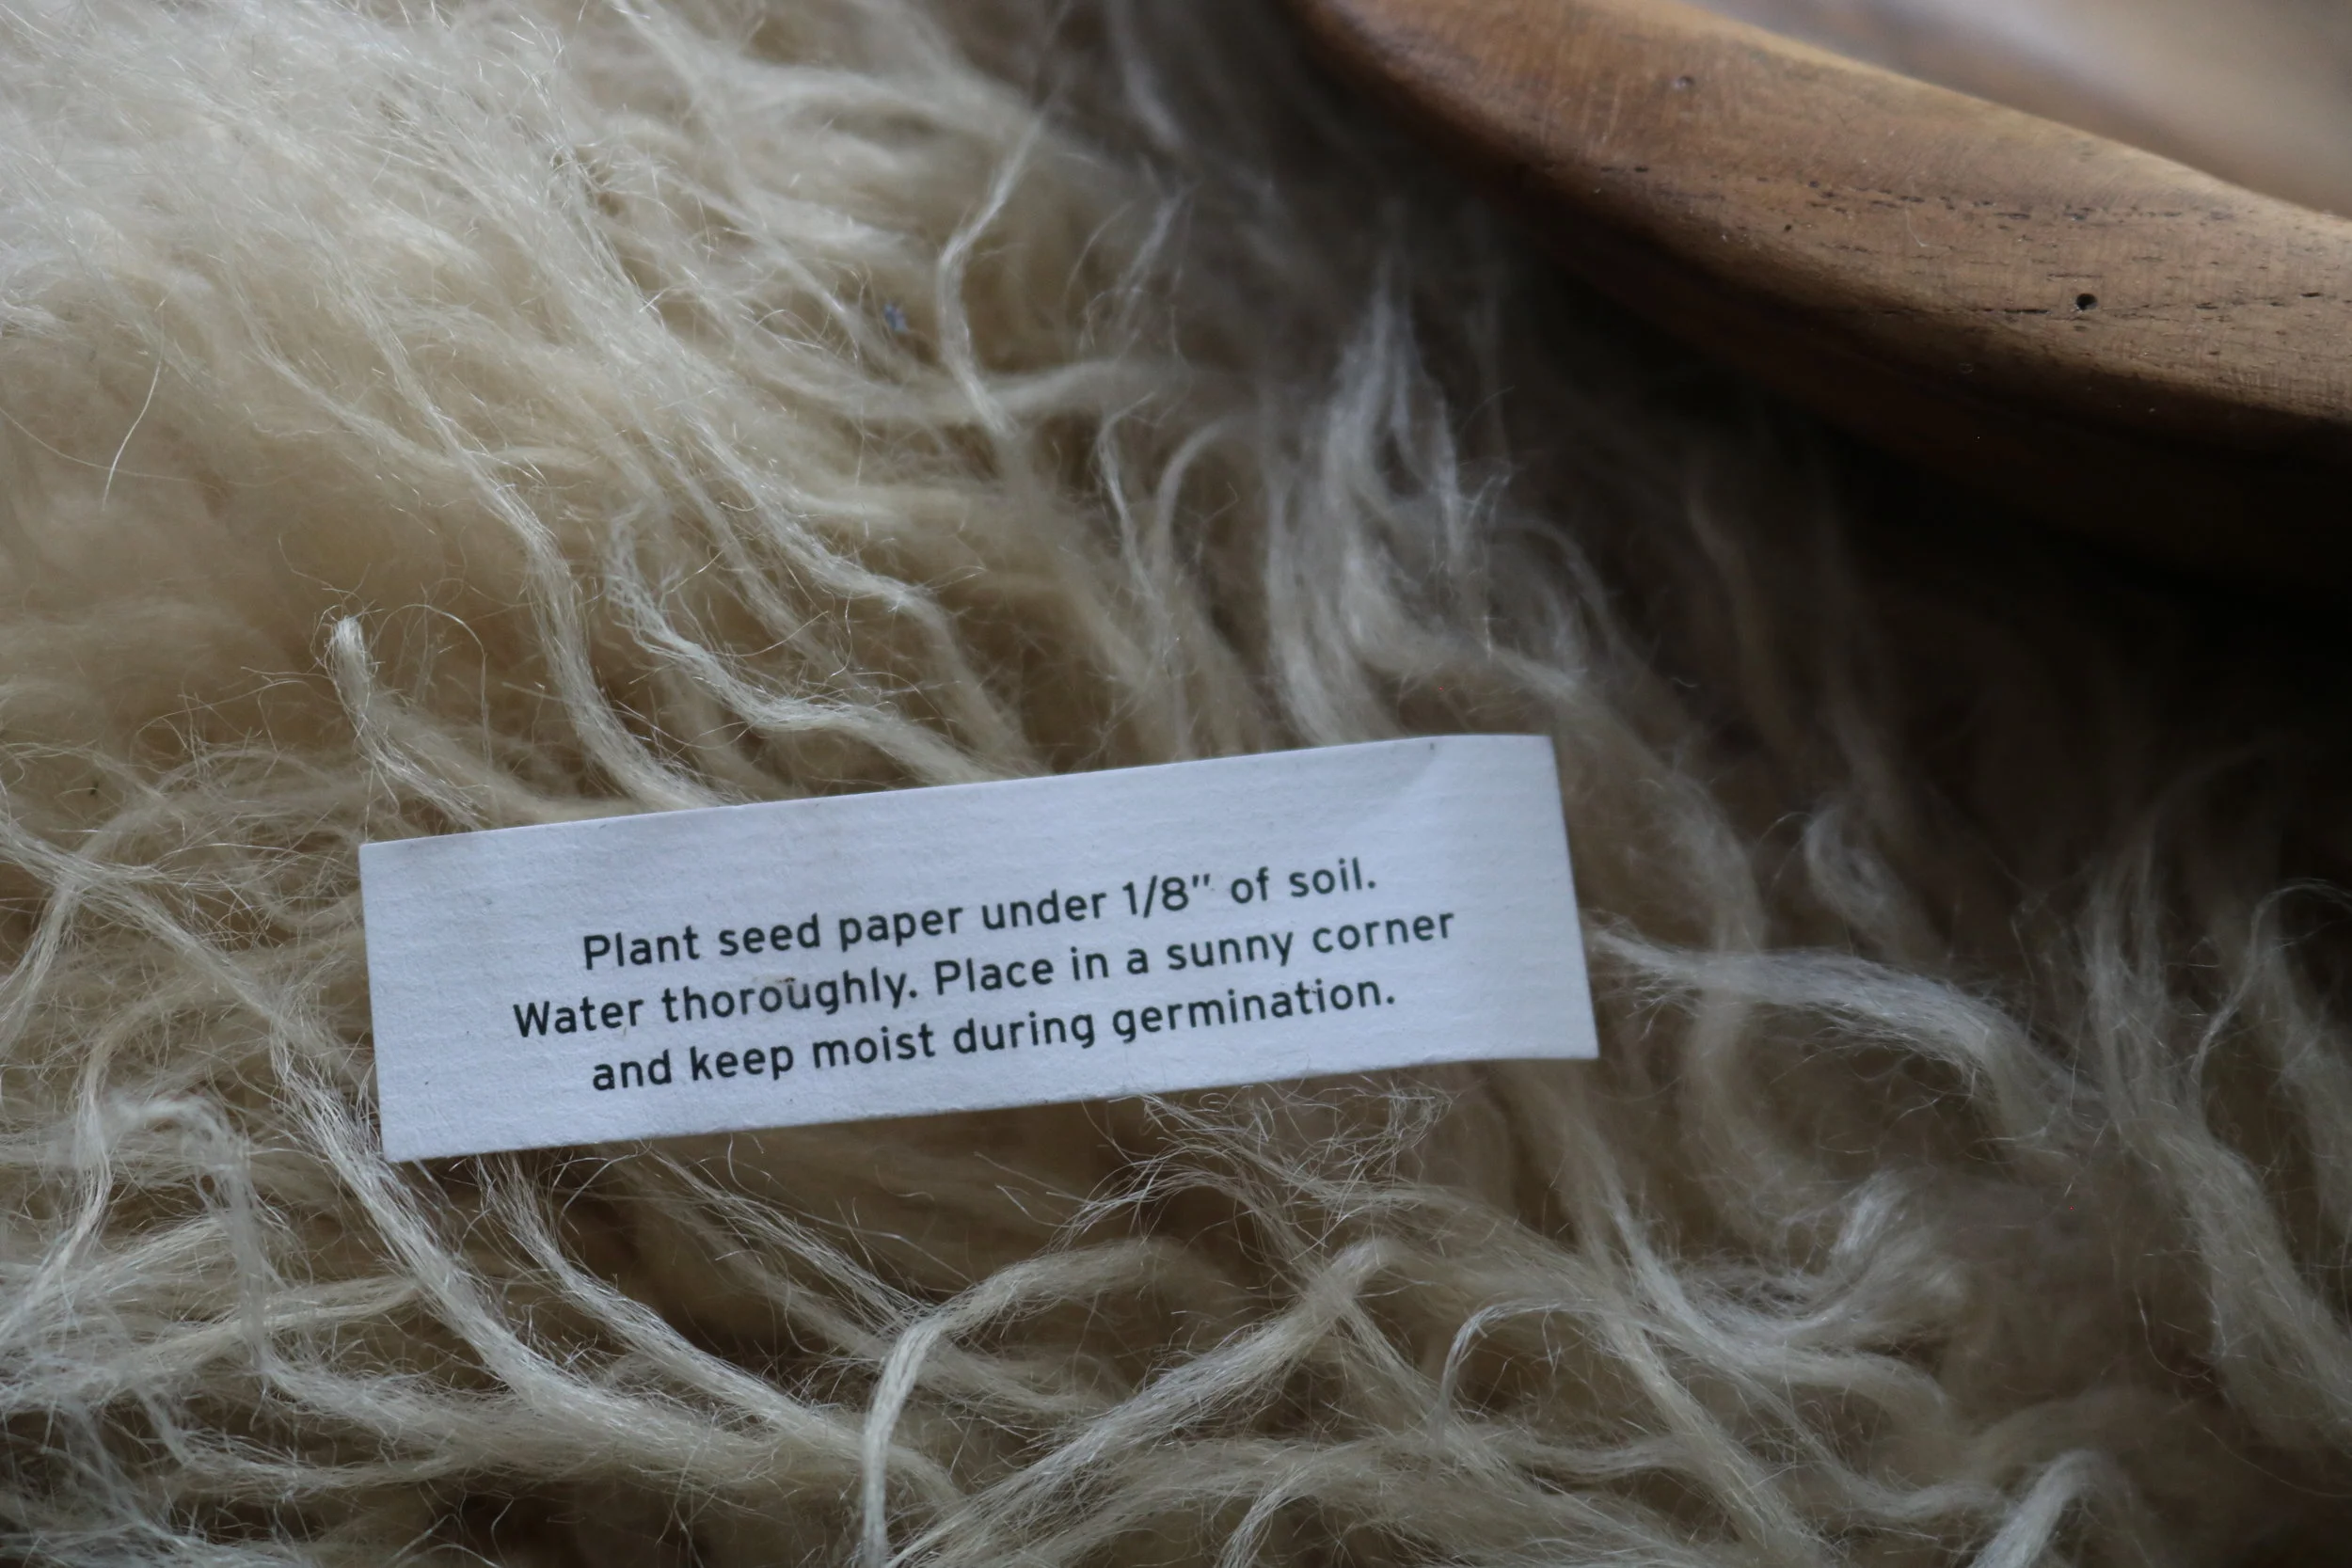 Plant seed paper under 1/8" of soil.
Water thoroughly. Place in a sunny corner
and keep moist during germination.